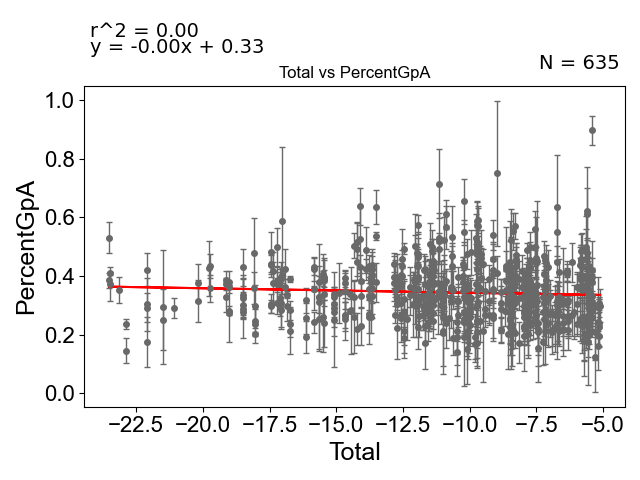 r^2 = 0.00
y = -0.00x + 0.33
N = 635
Total vs PercentGpA
1.0
0.8
0.6
0.4
0.2
0.0
PercentGpA
−22.5 −20.0 −17.5 −15.0 −12.5 −10.0 −7.5 −5.0
Total